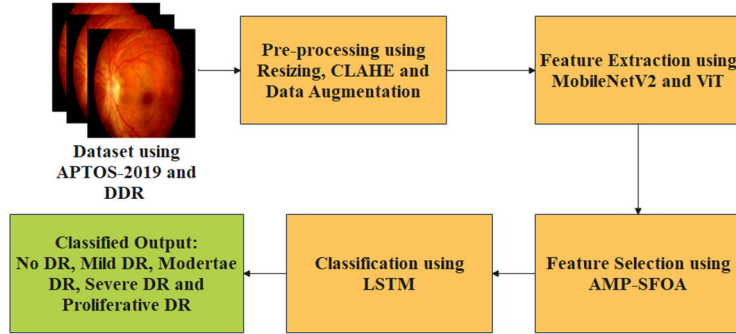 Pre-processing using
Resizing, CLAHE and
Data Augmentation
Feature Extraction using
MobileNetV2 and ViT
Dataset using
APTOS-2019 and
DDR
Classified Output:
No DR, Mild DR, Modertae
DR, Severe DR and
Proliferative DR
Classification using
LSTM
Feature Selection using
AMP-SFOA